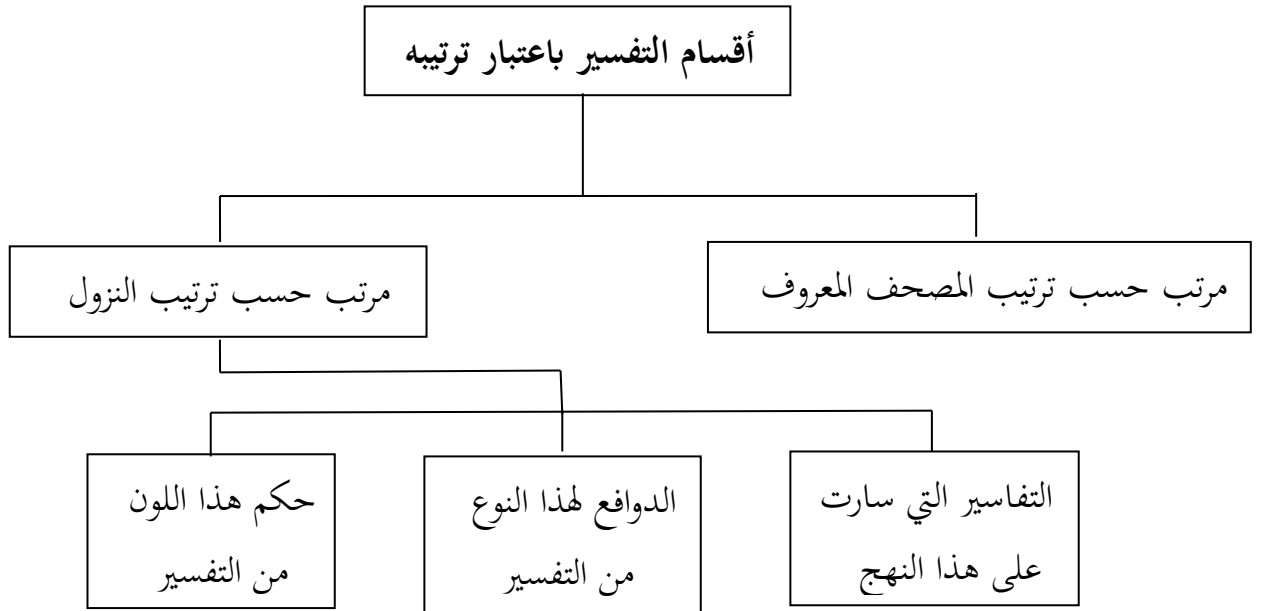 أقسام التفسير باعتبار ترتيبه
مرتب حسب ترتيب المصحف المعروف
مرتب حسب ترتيب النزول
التفاسير التي سارت
على هذا النهج
الدوافع لهذا النوع
من التفسير
حكم هذا اللون
من التفسير